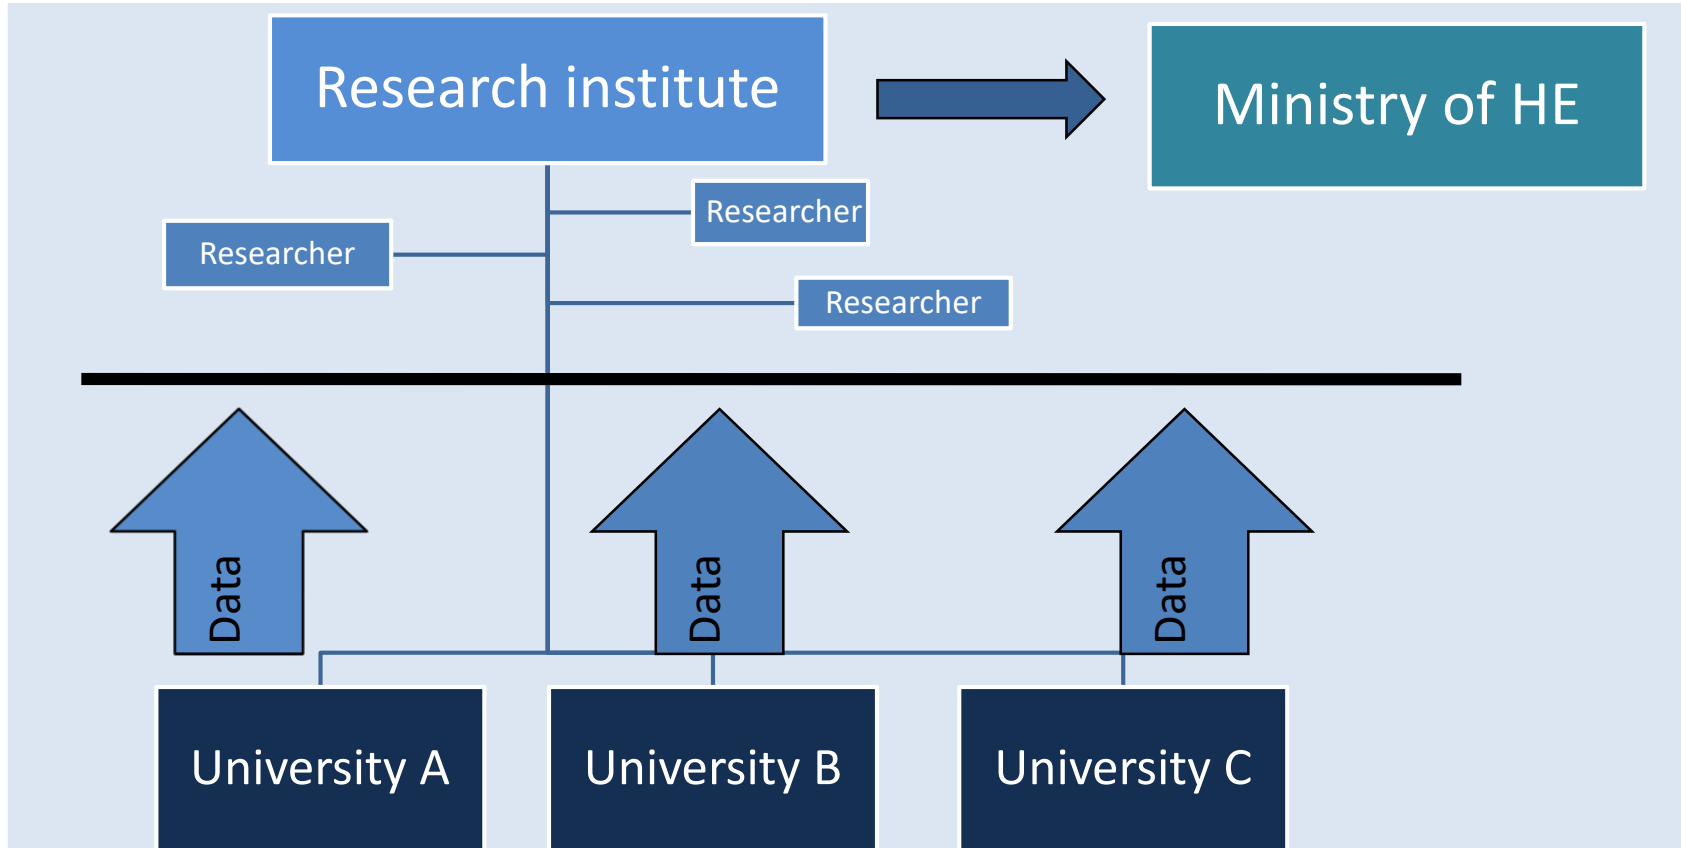 Research institute
Ministry of HE
Researcher
Researcher
Researcher
Data
Data
Data
University A
University B
University C